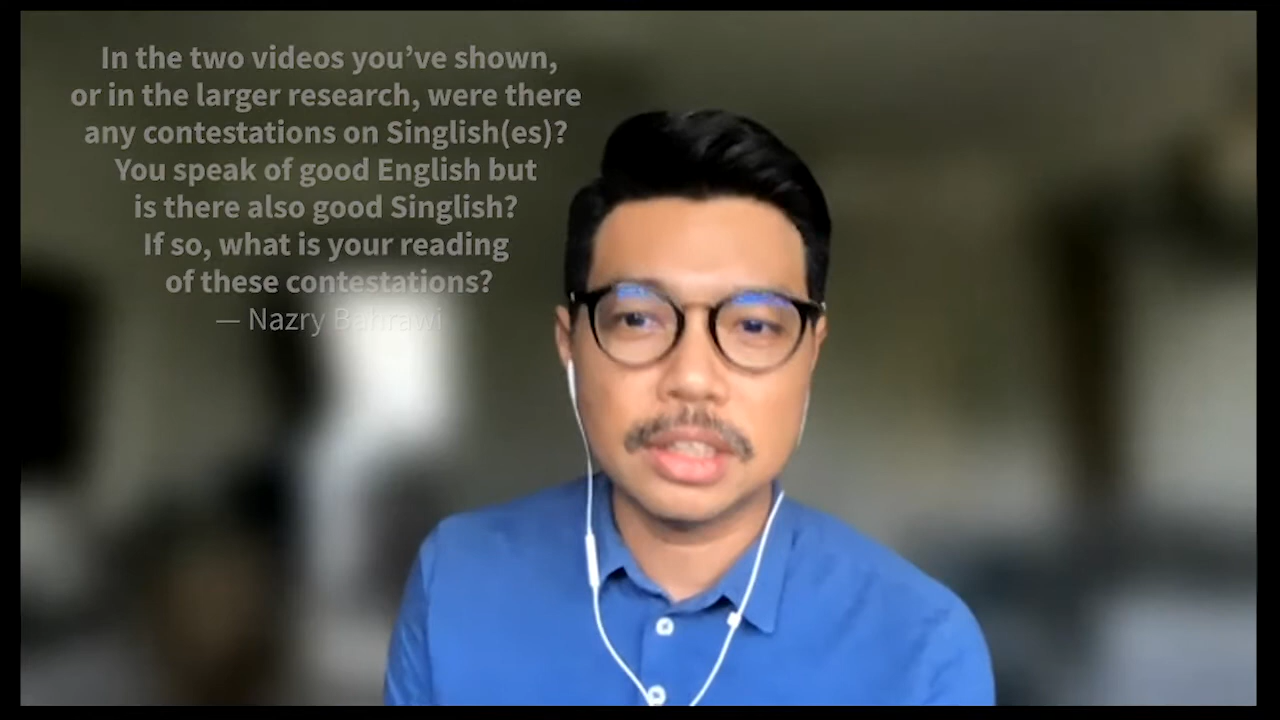 In the two videos you’ve shown,
or in the larger research, were there
any contestations on Singlish(es)?
You speak of good English but
is there also good Singlish?
If so, what is your reading
of these contestations?
— Nazry Bahrawi